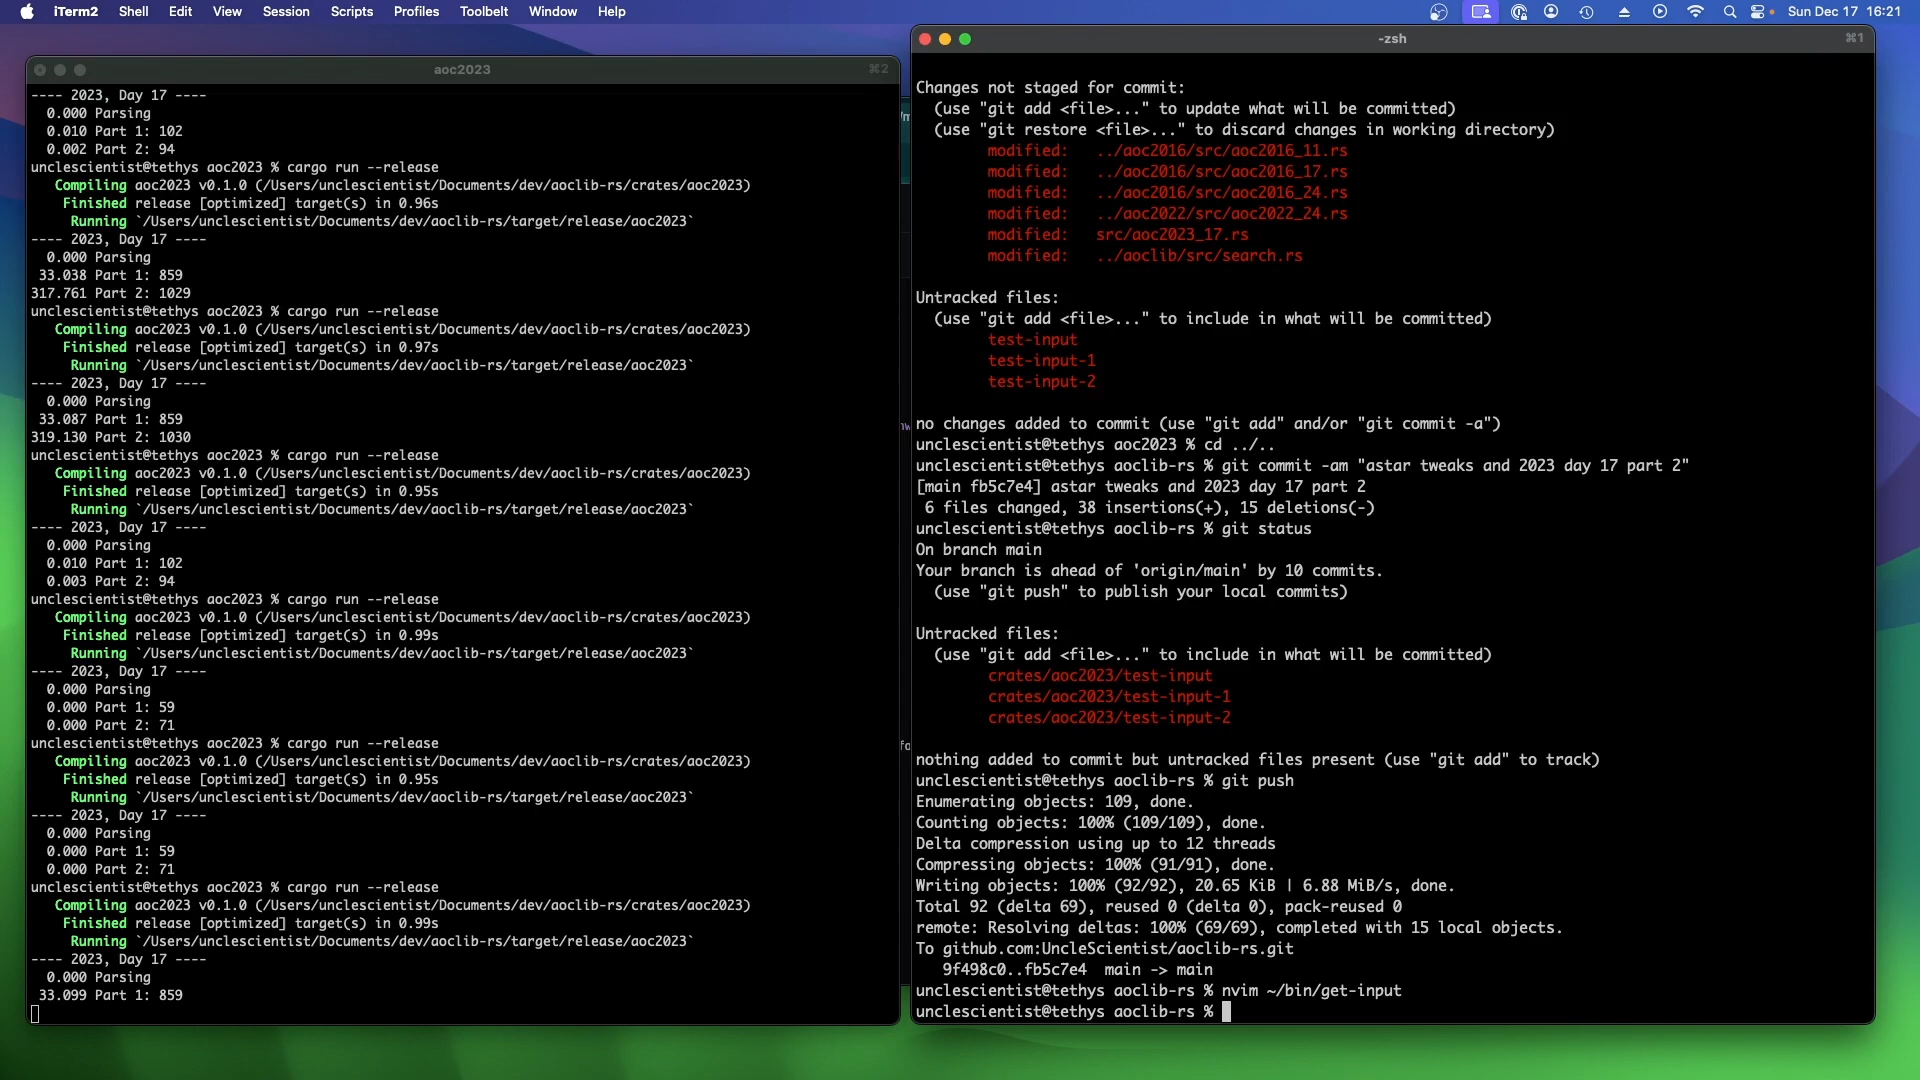 iTerm2 Shell Edit View Session Scripts Profiles Toolbelt Window Help Sun Dec 17 16:21
aoc2023 ⌘2
---- 2023, Day 17 ----
  0.000 Parsing
  0.010 Part 1: 102
  0.002 Part 2: 94
unclescientist@tethys aoc2023 % cargo run --release
   Compiling aoc2023 v0.1.0 (/Users/unclescientist/Documents/dev/aoclib-rs/crates/aoc2023)
    Finished release [optimized] target(s) in 0.96s
     Running `/Users/unclescientist/Documents/dev/aoclib-rs/target/release/aoc2023`
---- 2023, Day 17 ----
  0.000 Parsing
 33.038 Part 1: 859
317.761 Part 2: 1029
unclescientist@tethys aoc2023 % cargo run --release
   Compiling aoc2023 v0.1.0 (/Users/unclescientist/Documents/dev/aoclib-rs/crates/aoc2023)
    Finished release [optimized] target(s) in 0.97s
     Running `/Users/unclescientist/Documents/dev/aoclib-rs/target/release/aoc2023`
---- 2023, Day 17 ----
  0.000 Parsing
 33.087 Part 1: 859
319.130 Part 2: 1030
unclescientist@tethys aoc2023 % cargo run --release
   Compiling aoc2023 v0.1.0 (/Users/unclescientist/Documents/dev/aoclib-rs/crates/aoc2023)
    Finished release [optimized] target(s) in 0.95s
     Running `/Users/unclescientist/Documents/dev/aoclib-rs/target/release/aoc2023`
---- 2023, Day 17 ----
  0.000 Parsing
  0.010 Part 1: 102
  0.003 Part 2: 94
unclescientist@tethys aoc2023 % cargo run --release
   Compiling aoc2023 v0.1.0 (/Users/unclescientist/Documents/dev/aoclib-rs/crates/aoc2023)
    Finished release [optimized] target(s) in 0.99s
     Running `/Users/unclescientist/Documents/dev/aoclib-rs/target/release/aoc2023`
---- 2023, Day 17 ----
  0.000 Parsing
  0.000 Part 1: 59
  0.000 Part 2: 71
unclescientist@tethys aoc2023 % cargo run --release
   Compiling aoc2023 v0.1.0 (/Users/unclescientist/Documents/dev/aoclib-rs/crates/aoc2023)
    Finished release [optimized] target(s) in 0.95s
     Running `/Users/unclescientist/Documents/dev/aoclib-rs/target/release/aoc2023`
---- 2023, Day 17 ----
  0.000 Parsing
  0.000 Part 1: 59
  0.000 Part 2: 71
unclescientist@tethys aoc2023 % cargo run --release
   Compiling aoc2023 v0.1.0 (/Users/unclescientist/Documents/dev/aoclib-rs/crates/aoc2023)
    Finished release [optimized] target(s) in 0.99s
     Running `/Users/unclescientist/Documents/dev/aoclib-rs/target/release/aoc2023`
---- 2023, Day 17 ----
  0.000 Parsing
 33.099 Part 1: 859
-zsh ⌘1
Changes not staged for commit:
  (use "git add <file>..." to update what will be committed)
  (use "git restore <file>..." to discard changes in working directory)
        modified:   ../aoc2016/src/aoc2016_11.rs
        modified:   ../aoc2016/src/aoc2016_17.rs
        modified:   ../aoc2016/src/aoc2016_24.rs
        modified:   ../aoc2022/src/aoc2022_24.rs
        modified:   src/aoc2023_17.rs
        modified:   ../aoclib/src/search.rs
Untracked files:
  (use "git add <file>..." to include in what will be committed)
        test-input
        test-input-1
        test-input-2
no changes added to commit (use "git add" and/or "git commit -a")
unclescientist@tethys aoc2023 % cd ../..
unclescientist@tethys aoclib-rs % git commit -am "astar tweaks and 2023 day 17 part 2"
[main fb5c7e4] astar tweaks and 2023 day 17 part 2
 6 files changed, 38 insertions(+), 15 deletions(-)
unclescientist@tethys aoclib-rs % git status
On branch main
Your branch is ahead of 'origin/main' by 10 commits.
  (use "git push" to publish your local commits)
Untracked files:
  (use "git add <file>..." to include in what will be committed)
        crates/aoc2023/test-input
        crates/aoc2023/test-input-1
        crates/aoc2023/test-input-2
nothing added to commit but untracked files present (use "git add" to track)
unclescientist@tethys aoclib-rs % git push
Enumerating objects: 109, done.
Counting objects: 100% (109/109), done.
Delta compression using up to 12 threads
Compressing objects: 100% (91/91), done.
Writing objects: 100% (92/92), 20.65 KiB | 6.88 MiB/s, done.
Total 92 (delta 69), reused 0 (delta 0), pack-reused 0
remote: Resolving deltas: 100% (69/69), completed with 15 local objects.
To github.com:UncleScientist/aoclib-rs.git
   9f498c0..fb5c7e4  main -> main
unclescientist@tethys aoclib-rs % nvim ~/bin/get-input
unclescientist@tethys aoclib-rs %